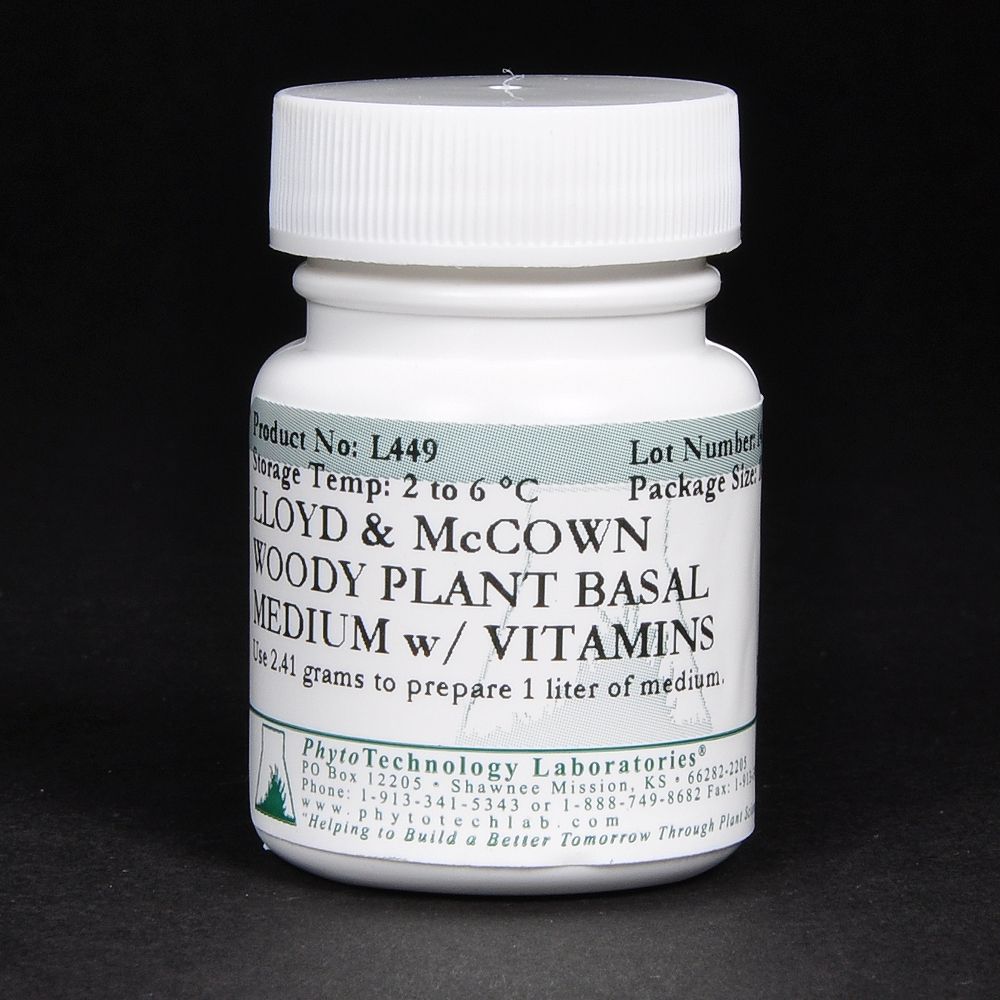 Product No: L449
Lot Number:
Storage Temp: 2 to 6 °C
Package Size:
LLOYD & McCOWN
WOODY PLANT BASAL
MEDIUM w/ VITAMINS
Use 2.41 grams to prepare 1 liter of medium.
PhytoTechnology Laboratories®
PO Box 12205 • Shawnee Mission, KS • 66282-2205
Phone: 1-913-341-5343 or 1-888-749-8682 Fax: 1-913-
www.phytotechlab.com
"Helping to Build a Better Tomorrow Through Plant